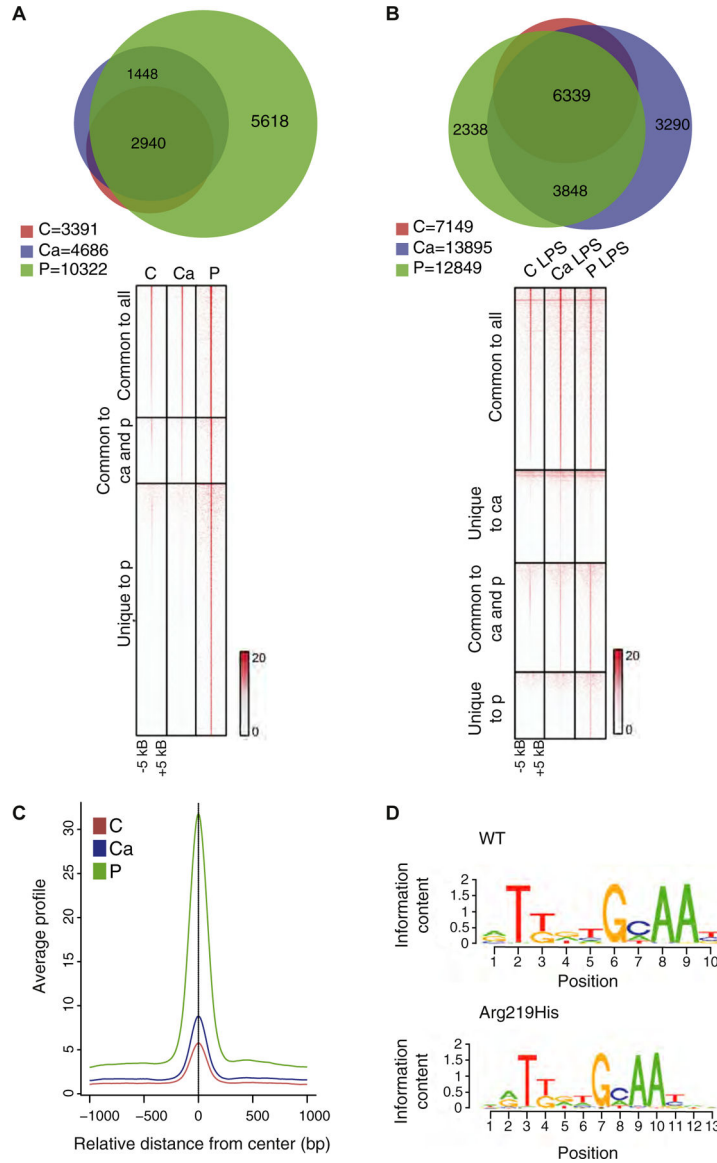 A
1448
5618
2940
C=3391
Ca=4686
P=10322
C Ca P
Common to all
Common to
ca and p
Unique to p
20
0
-5 kB
+5 kB
B
6339
2338
3290
3848
C=7149
Ca=13895
P=12849
C LPS
Ca LPS
P LPS
Common to all
Unique
to ca
Common to
ca and p
Unique
to p
20
0
-5 kB
+5 kB
C
C
Ca
P
Average profile
30
25
20
15
10
5
0
−1000 −500 0 500 1000
Relative distance from center (bp)
D
WT
Information
content
2
1.5
1
0.5
0
1 2 3 4 5 6 7 8 9 10
Position
Arg219His
Information
content
2
1.5
1
0.5
0
1 2 3 4 5 6 7 8 9 10 11 12 13
Position